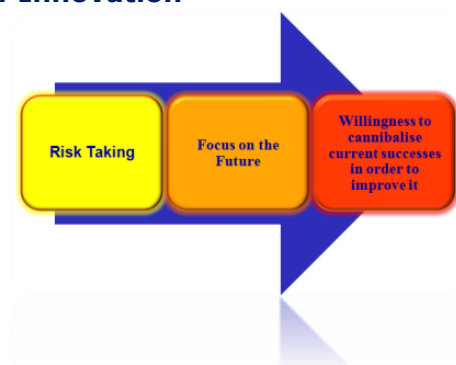 Innovation
Risk Taking
Focus on the
Future
Willingness to
cannibalise
current successes
in order to
improve it